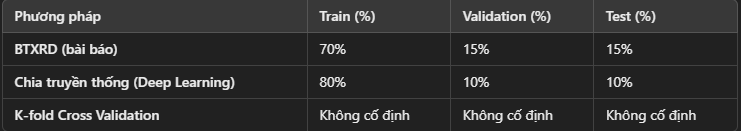 Phương pháp Train (%) Validation (%) Test (%)
BTXRD (bài báo) 70% 15% 15%
Chia truyền thống (Deep Learning) 80% 10% 10%
K-fold Cross Validation Không cố định Không cố định Không cố định